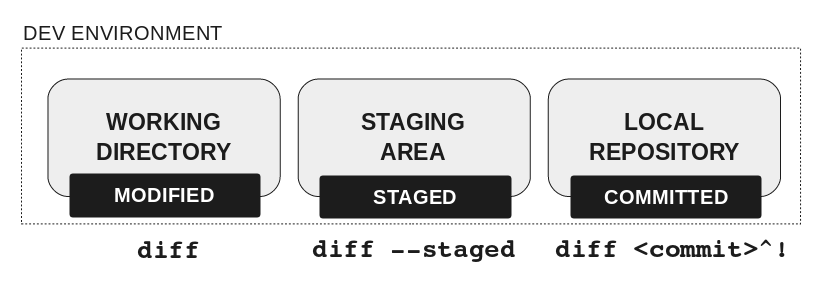 DEV ENVIRONMENT
WORKING
DIRECTORY
MODIFIED
STAGING
AREA
STAGED
LOCAL
REPOSITORY
COMMITTED
diff
diff --staged
diff <commit>^!